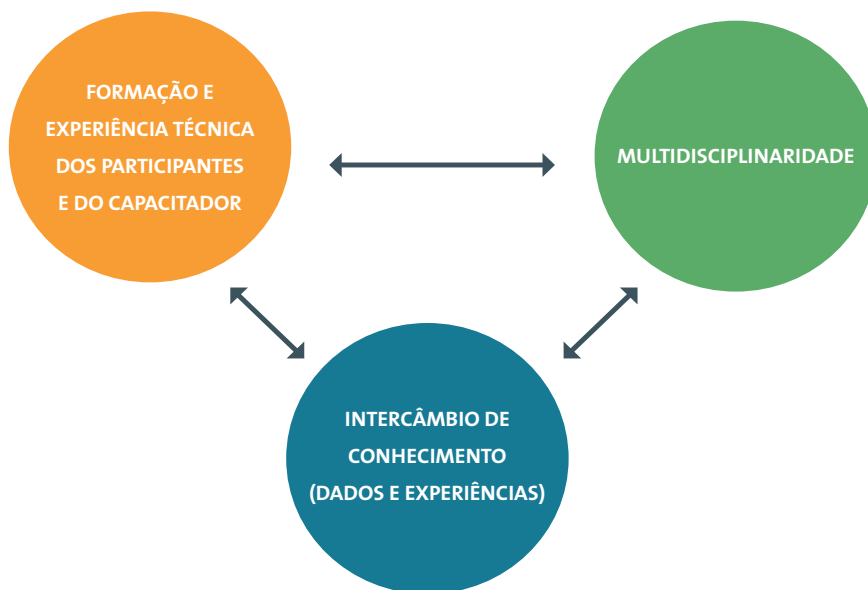 FORMAÇÃO E
EXPERIÊNCIA TÉCNICA
DOS PARTICIPANTES
E DO CAPACITADOR
MULTIDISCIPLINARIDADE
INTERCÂMBIO DE
CONHECIMENTO
(DADOS E EXPERIÊNCIAS)